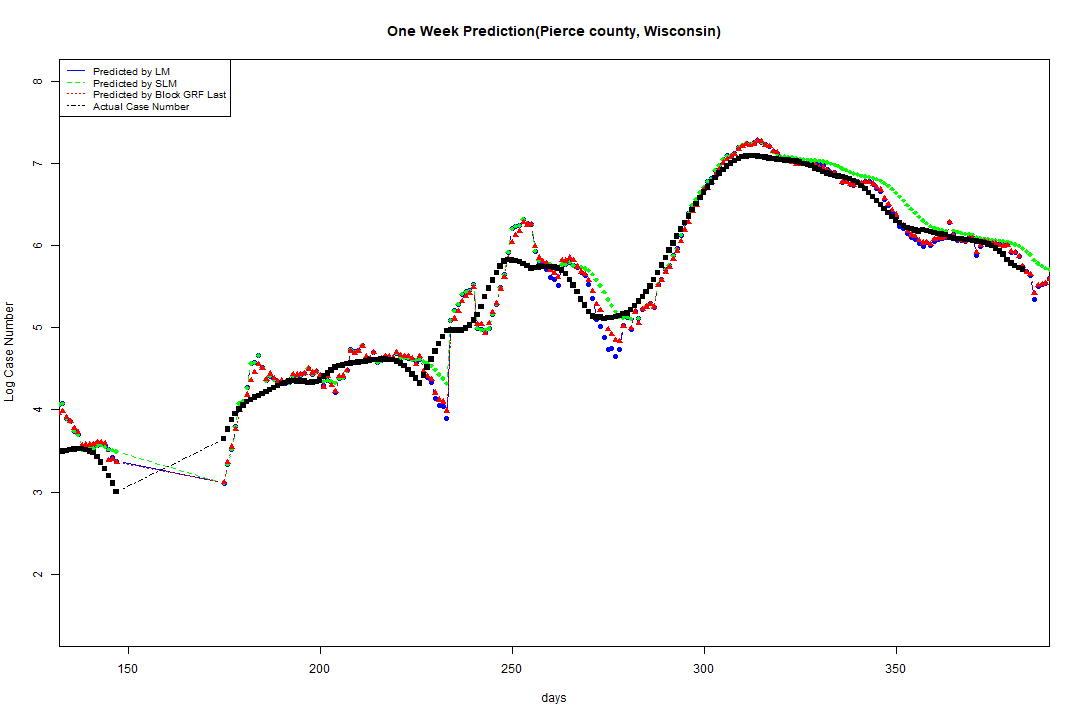 One Week Prediction(Pierce county, Wisconsin)
Predicted by LM
Predicted by SLM
Predicted by Block GRF Last
Actual Case Number
8
7
6
5
4
3
2
Log Case Number
150 200 250 300 350
days